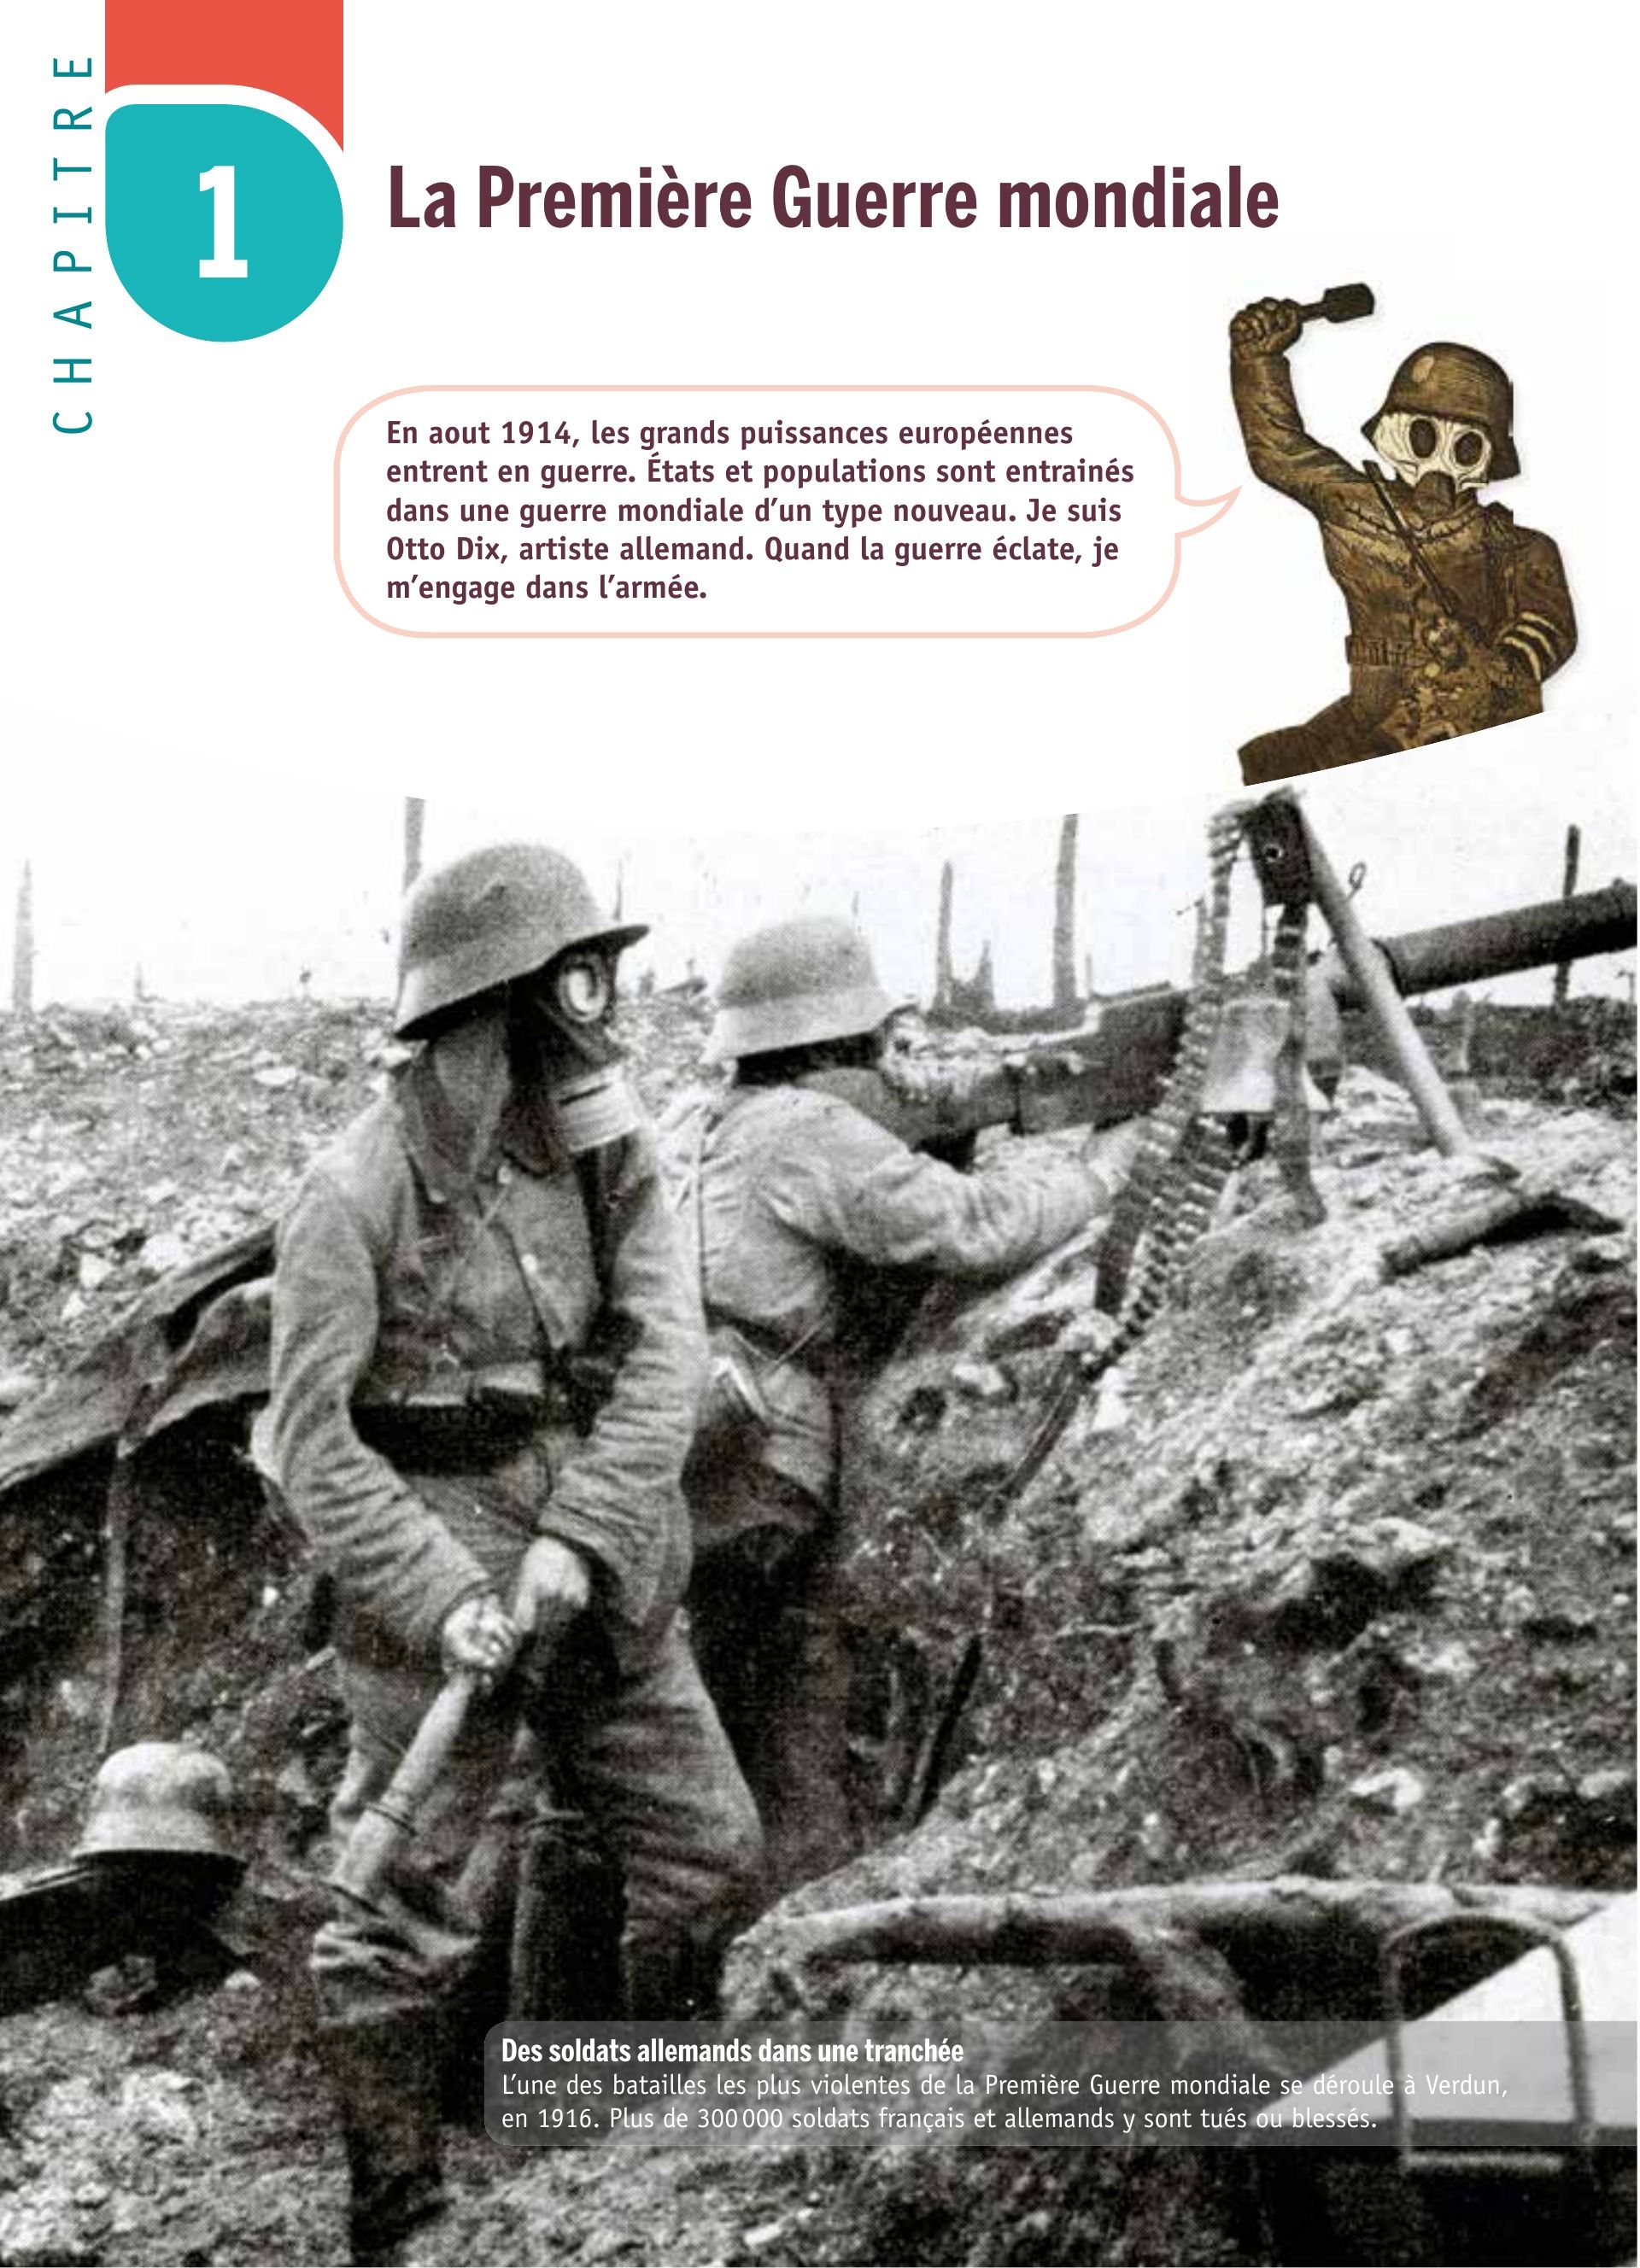 CHAPITRE
1
La Première Guerre mondiale
En aout 1914, les grands puissances européennes
entrent en guerre. États et populations sont entrainés
dans une guerre mondiale d’un type nouveau. Je suis
Otto Dix, artiste allemand. Quand la guerre éclate, je
m’engage dans l’armée.
Des soldats allemands dans une tranchée
L’une des batailles les plus violentes de la Première Guerre mondiale se déroule à Verdun,
en 1916. Plus de 300 000 soldats français et allemands y sont tués ou blessés.